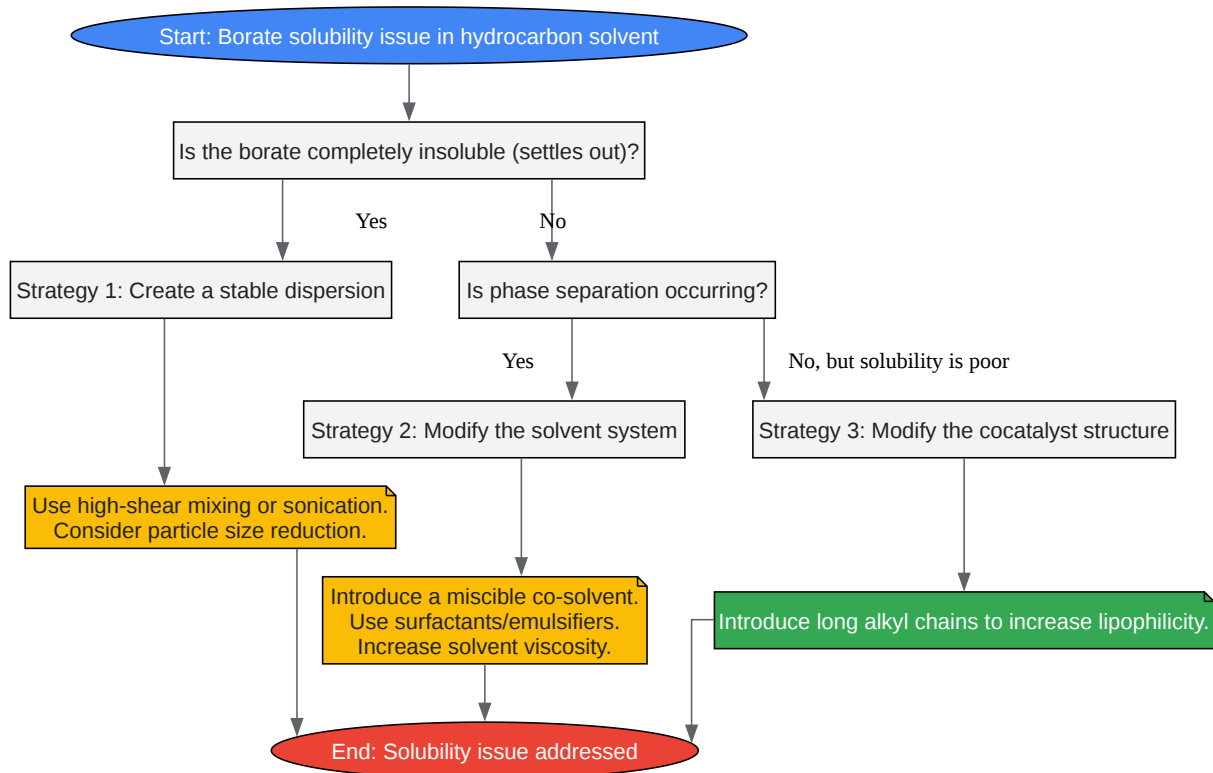 Start: Borate solubility issue in hydrocarbon solvent
Is the borate completely insoluble (settles out)?
Yes
No
Strategy 1: Create a stable dispersion
Is phase separation occurring?
Yes
No, but solubility is poor
Strategy 2: Modify the solvent system
Strategy 3: Modify the cocatalyst structure
Use high-shear mixing or sonication.
Consider particle size reduction.
Introduce a miscible co-solvent.
Use surfactants/emulsifiers.
Increase solvent viscosity.
Introduce long alkyl chains to increase lipophilicity.
End: Solubility issue addressed